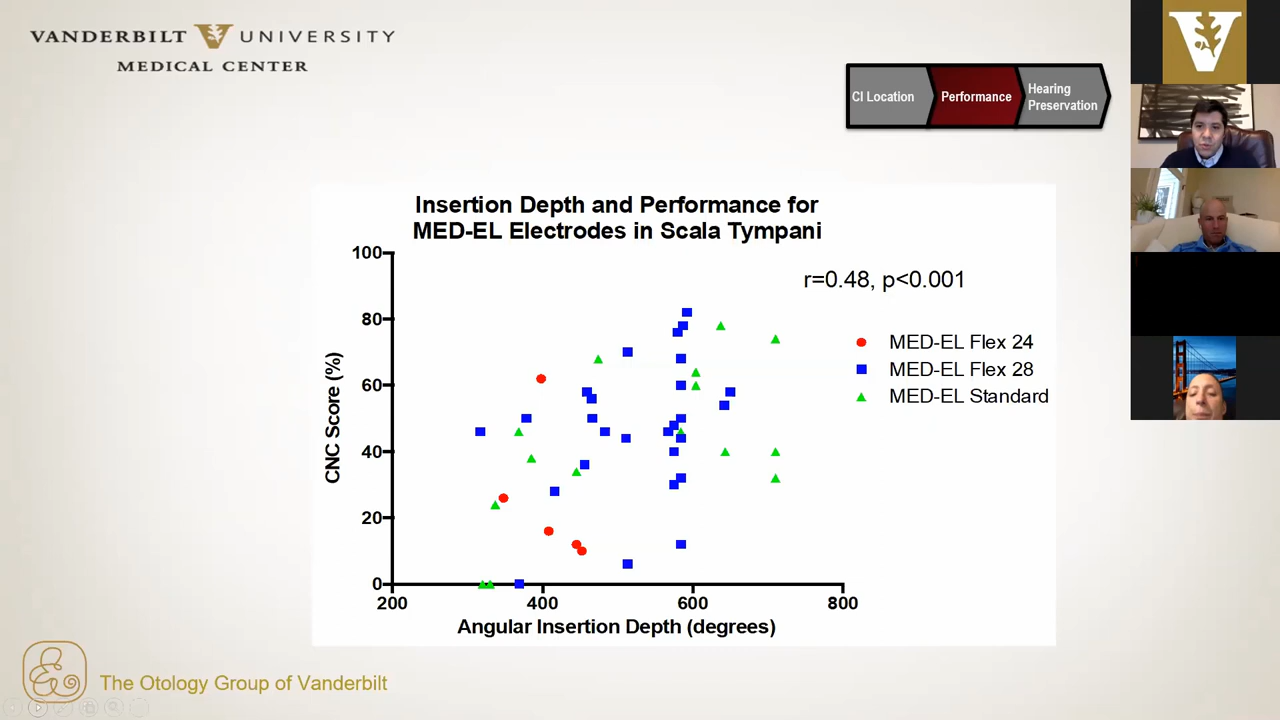 VANDERBILT UNIVERSITY
MEDICAL CENTER
CI Location
Performance
Hearing
Preservation
Insertion Depth and Performance for
MED-EL Electrodes in Scala Tympani
r=0.48, p<0.001
MED-EL Flex 24
MED-EL Flex 28
MED-EL Standard
CNC Score (%)
100
80
60
40
20
0
200 400 600 800
Angular Insertion Depth (degrees)
The Otology Group of Vanderbilt
V